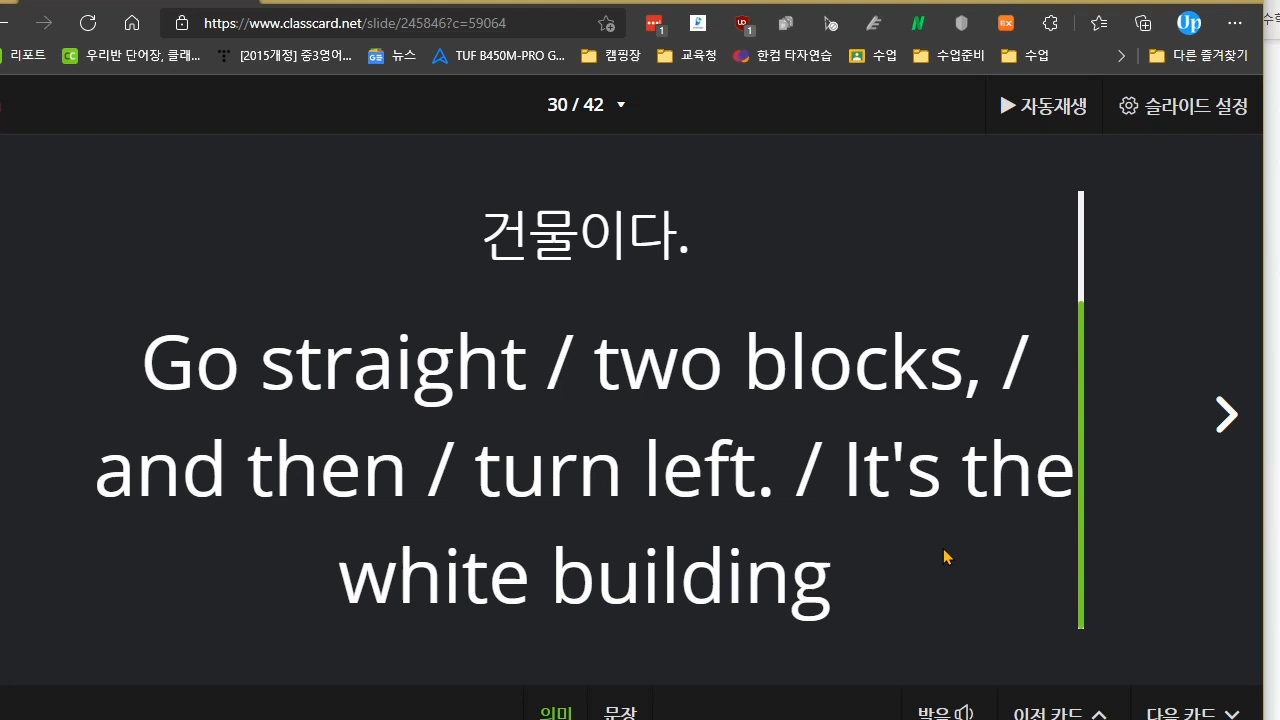 https://www.classcard.net/slide/245846?c=59064
리포트 우리반 단어장, 클래... [2015개정] 중3영어... 뉴스 TUF B450M-PRO G... 캠핑장 교육청 한컴 타자연습 수업 수업준비 수업 다른 즐겨찾기
30 / 42 자동재생 슬라이드 설정
건물이다.
Go straight / two blocks, /
and then / turn left. / It's the
white building
의미 문장 발음 이전 카드 다음 카드